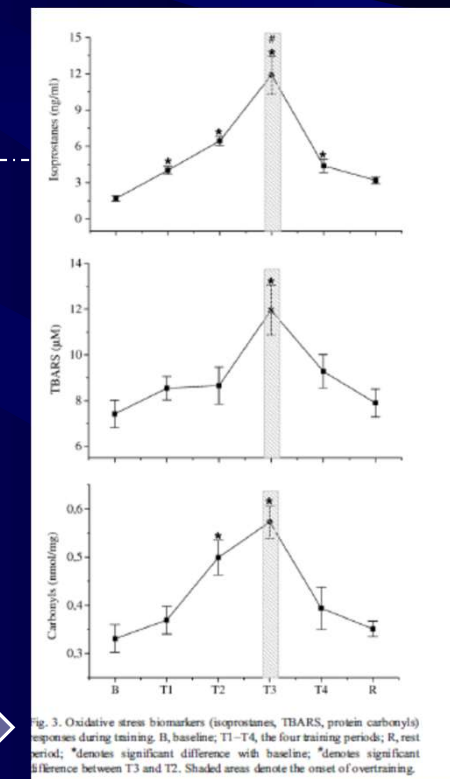 15
#
*
12
Isoprostanes (ng/ml)
9
*
6
*
*
3
0
14
*
12
TBARS (µM)
10
8
6
0,6
*
*
Carbonyls (nmol/mg)
0,5
0,4
0,3
B T1 T2 T3 T4 R
Fig. 3. Oxidative stress biomarkers (isoprostanes, TBARS, protein carbonyls)
responses during training. B, baseline; T1–T4, the four training periods; R, rest
period; *denotes significant difference with baseline; #denotes significant
difference between T3 and T2. Shaded areas denote the onset of overtraining.